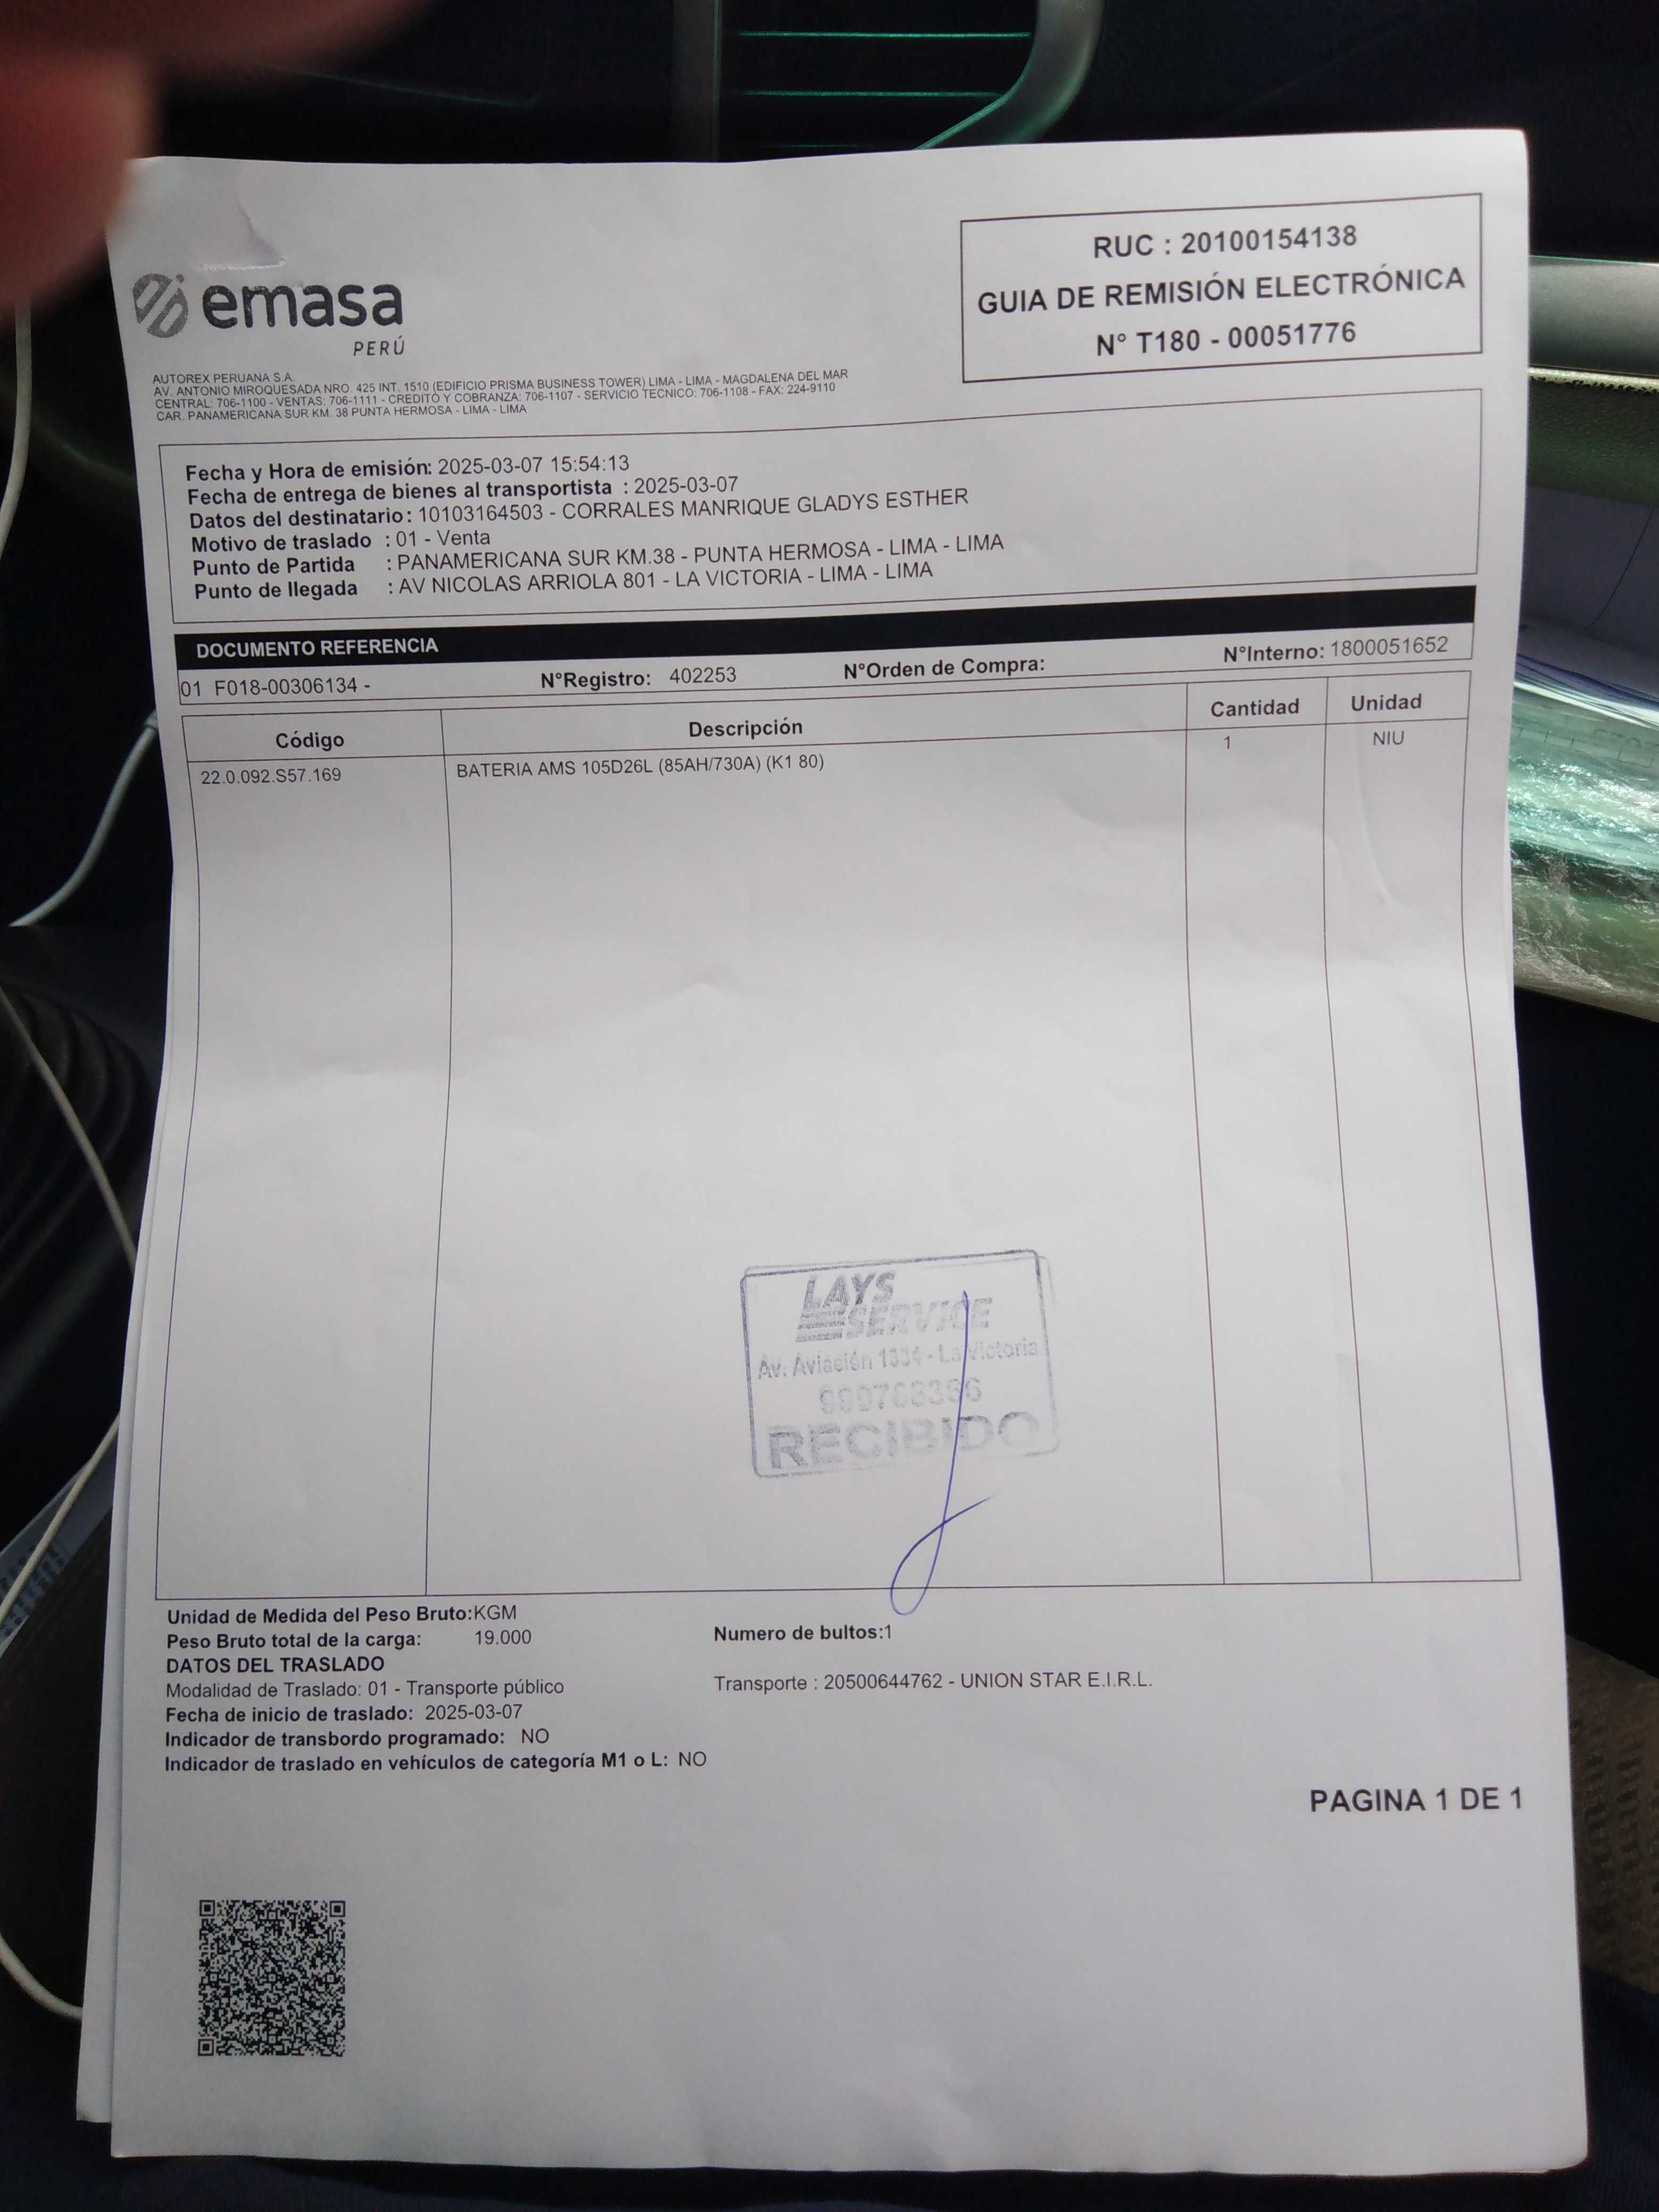 emasa
PERÚ
RUC : 20100154138
GUIA DE REMISIÓN ELECTRÓNICA
N° T180 - 00051776
AUTOREX PERUANA S.A.
AV. ANTONIO MIROQUESADA NRO. 425 INT. 1510 (EDIFICIO PRISMA BUSINESS TOWER) LIMA - LIMA - MAGDALENA DEL MAR
CENTRAL: 706-1100 - VENTAS: 706-1111 - CREDITO Y COBRANZA: 706-1107 - SERVICIO TECNICO: 706-1108 - FAX: 224-9110
CAR. PANAMERICANA SUR KM. 38 PUNTA HERMOSA - LIMA - LIMA
Fecha y Hora de emisión: 2025-03-07 15:54:13
Fecha de entrega de bienes al transportista : 2025-03-07
Datos del destinatario : 10103164503 - CORRALES MANRIQUE GLADYS ESTHER
Motivo de traslado : 01 - Venta
Punto de Partida : PANAMERICANA SUR KM.38 - PUNTA HERMOSA - LIMA - LIMA
Punto de llegada : AV NICOLAS ARRIOLA 801 - LA VICTORIA - LIMA - LIMA
DOCUMENTO REFERENCIA
01 F018-00306134 - N°Registro: 402253 N°Orden de Compra: N°Interno: 1800051652
Código Descripción Cantidad Unidad
22.0.092.S57.169 BATERIA AMS 105D26L (85AH/730A) (K1 80) 1 NIU
LAYS
SERVICE
Av. Aviación 1334 - La Victoria
RECIBIDO
Unidad de Medida del Peso Bruto:KGM
Peso Bruto total de la carga: 19.000 Numero de bultos:1
DATOS DEL TRASLADO
Modalidad de Traslado: 01 - Transporte público Transporte : 20500644762 - UNION STAR E.I.R.L.
Fecha de inicio de traslado: 2025-03-07
Indicador de transbordo programado: NO
Indicador de traslado en vehículos de categoría M1 o L: NO
PAGINA 1 DE 1